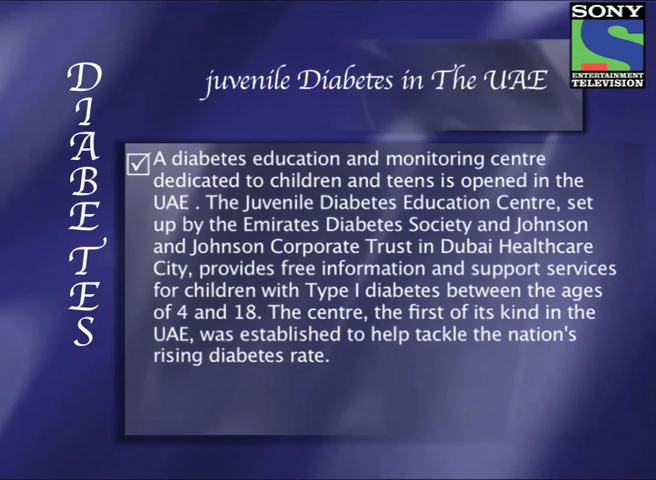 SONY
ENTERTAINMENT
TELEVISION
juvenile Diabetes in The UAE
DIABETES
A diabetes education and monitoring centre
dedicated to children and teens is opened in the
UAE . The Juvenile Diabetes Education Centre, set
up by the Emirates Diabetes Society and Johnson
and Johnson Corporate Trust in Dubai Healthcare
City, provides free information and support services
for children with Type I diabetes between the ages
of 4 and 18. The centre, the first of its kind in the
UAE, was established to help tackle the nation's
rising diabetes rate.